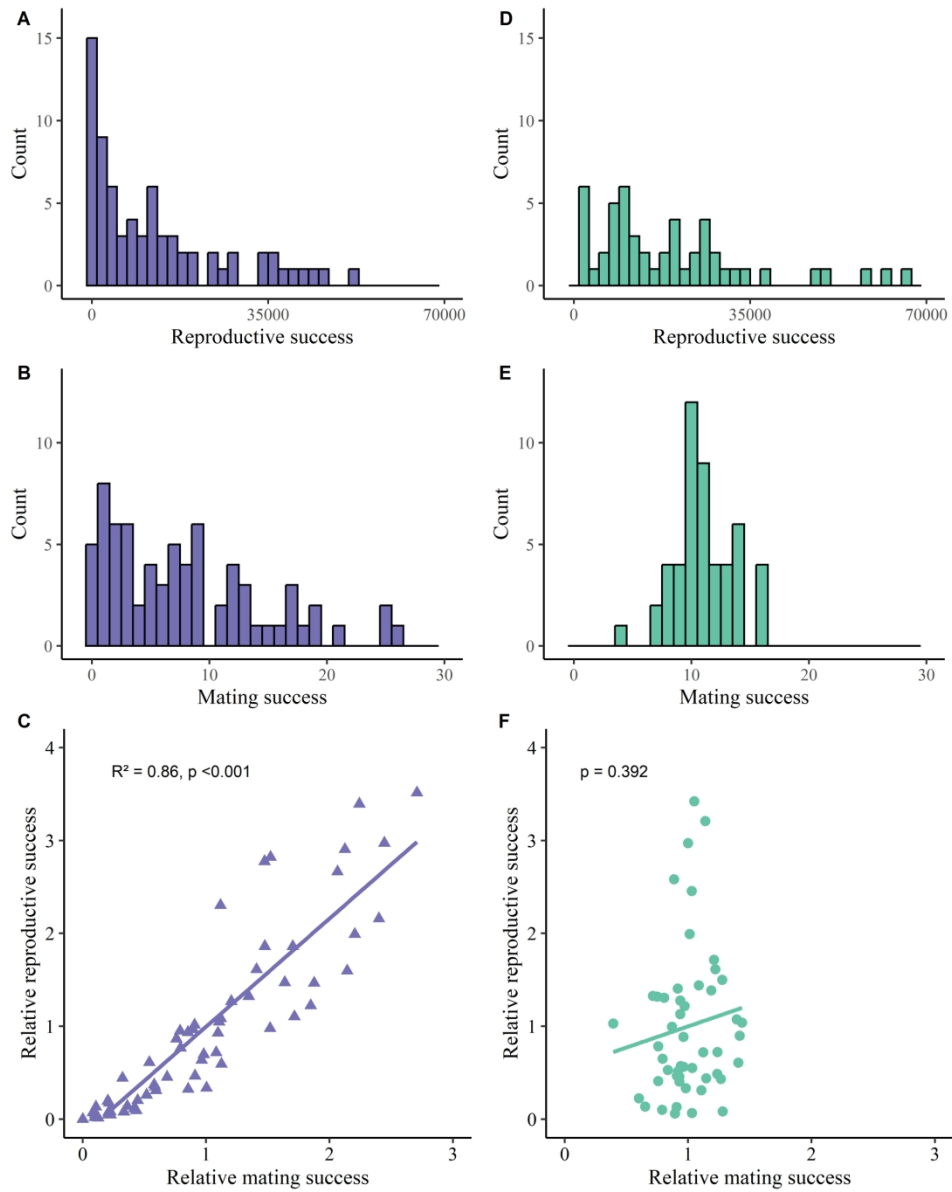 A
15
10
5
0
Count
0 35000 70000
Reproductive success
D
15
10
5
0
Count
0 35000 70000
Reproductive success
B
10
5
0
Count
0 10 20 30
Mating success
E
10
5
0
Count
0 10 20 30
Mating success
C
R² = 0.86, p <0.001
4
3
2
1
0
Relative reproductive success
0 1 2 3
Relative mating success
F
p = 0.392
4
3
2
1
0
Relative reproductive success
0 1 2 3
Relative mating success